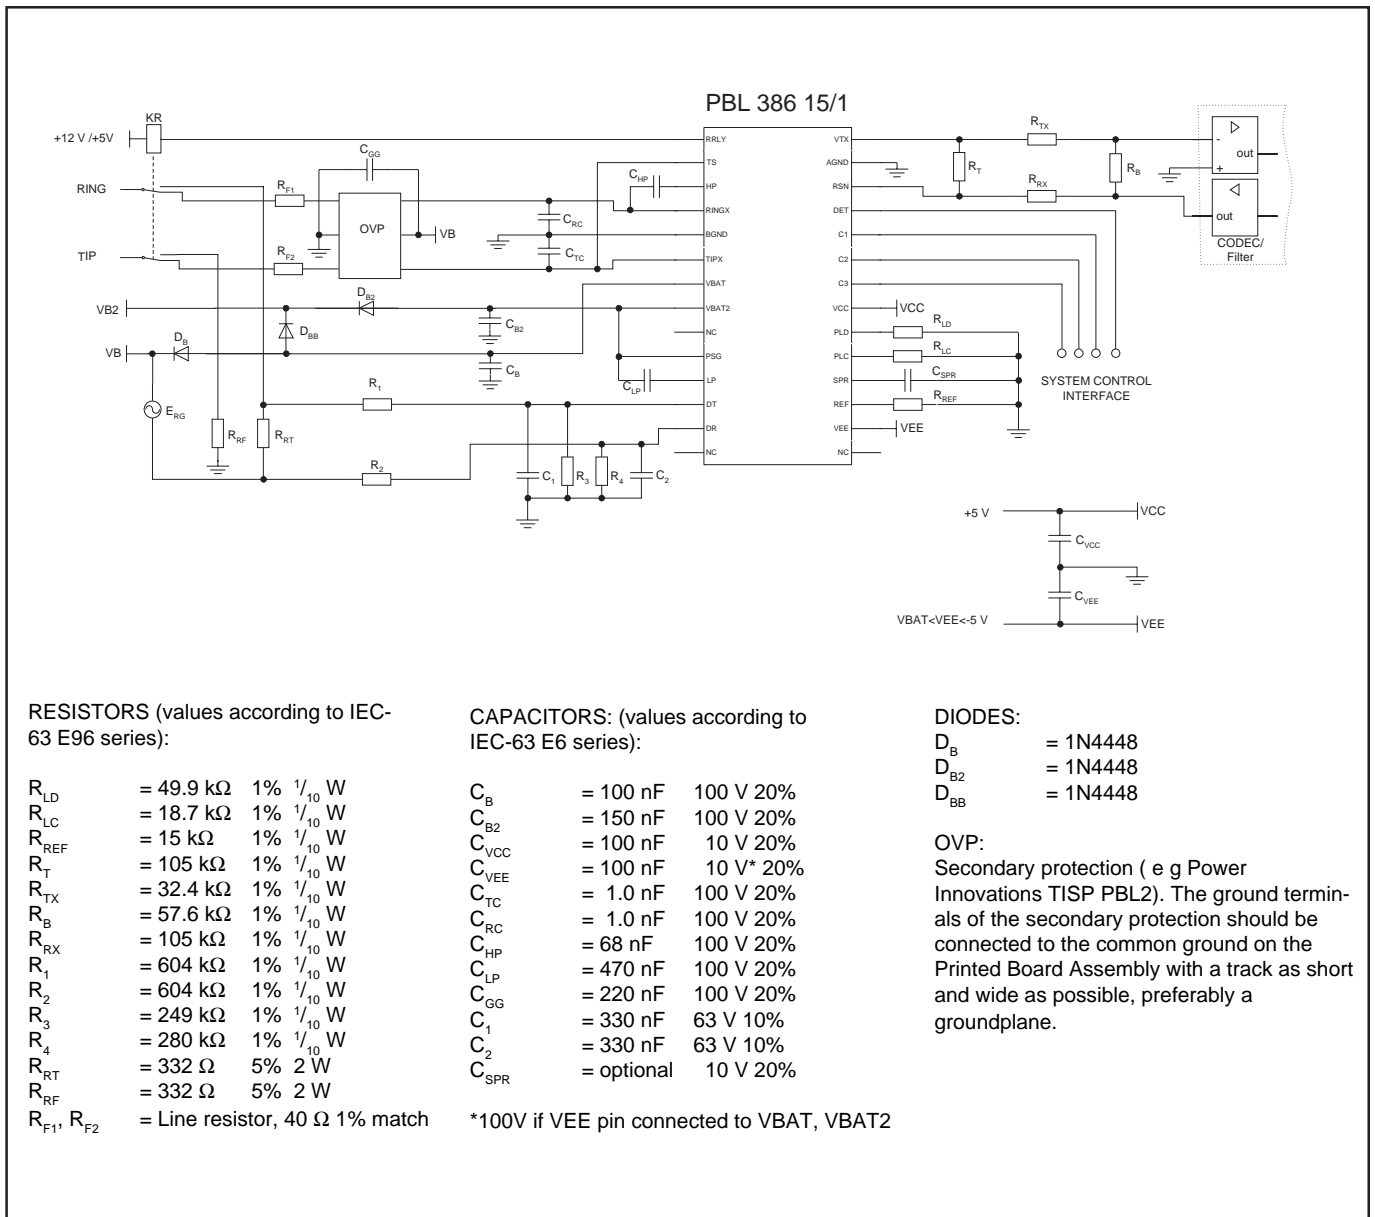 PBL 386 15/1
KR
+12 V /+5V
RING
TIP
VB2
VB
C_GG
R_F1
R_F2
OVP
VB
C_HP
C_RC
C_TC
D_B2
D_BB
D_B
C_B2
C_B
C_LP
E_RG
R_RF
R_RT
R_1
R_2
C_1
R_3
R_4
C_2
RRLY
TS
HP
RINGX
BGND
TIPX
VBAT
VBAT2
NC
PSG
LP
DT
DR
NC
VTX
AGND
RSN
DET
C1
C2
C3
VCC
PLD
PLC
SPR
REF
VEE
NC
R_TX
R_T
R_RX
R_B
-
+
out
out
CODEC/
Filter
VCC
R_LD
R_LC
C_SPR
R_REF
VEE
SYSTEM CONTROL
INTERFACE
+5 V
VCC
C_VCC
C_VEE
VBAT<VEE<-5 V
VEE
RESISTORS (values according to IEC-
63 E96 series):
R_LD = 49.9 kΩ 1% 1/10 W
R_LC = 18.7 kΩ 1% 1/10 W
R_REF = 15 kΩ 1% 1/10 W
R_T = 105 kΩ 1% 1/10 W
R_TX = 32.4 kΩ 1% 1/10 W
R_B = 57.6 kΩ 1% 1/10 W
R_RX = 105 kΩ 1% 1/10 W
R_1 = 604 kΩ 1% 1/10 W
R_2 = 604 kΩ 1% 1/10 W
R_3 = 249 kΩ 1% 1/10 W
R_4 = 280 kΩ 1% 1/10 W
R_RT = 332 Ω 5% 2 W
R_RF = 332 Ω 5% 2 W
R_F1, R_F2 = Line resistor, 40 Ω 1% match
CAPACITORS: (values according to
IEC-63 E6 series):
C_B = 100 nF 100 V 20%
C_B2 = 150 nF 100 V 20%
C_VCC = 100 nF 10 V 20%
C_VEE = 100 nF 10 V* 20%
C_TC = 1.0 nF 100 V 20%
C_RC = 1.0 nF 100 V 20%
C_HP = 68 nF 100 V 20%
C_LP = 470 nF 100 V 20%
C_GG = 220 nF 100 V 20%
C_1 = 330 nF 63 V 10%
C_2 = 330 nF 63 V 10%
C_SPR = optional 10 V 20%
*100V if VEE pin connected to VBAT, VBAT2
DIODES:
D_B = 1N4448
D_B2 = 1N4448
D_BB = 1N4448
OVP:
Secondary protection ( e g Power
Innovations TISP PBL2). The ground termin-
als of the secondary protection should be
connected to the common ground on the
Printed Board Assembly with a track as short
and wide as possible, preferably a
groundplane.